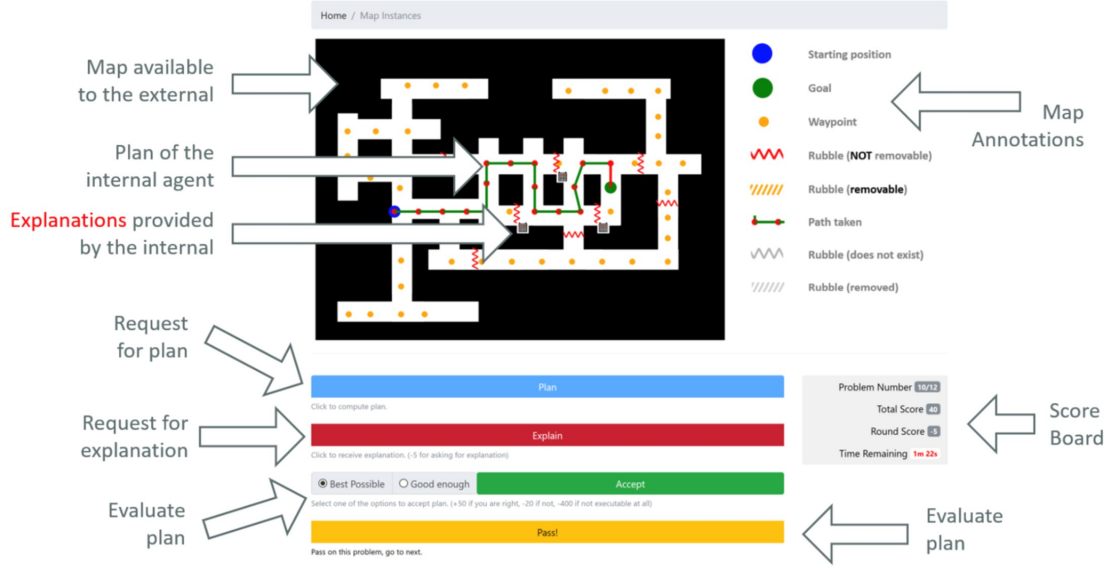 Home / Map Instances
Map available
to the external
Plan of the
internal agent
Explanations provided
by the internal
Request
for plan
Request for
explanation
Evaluate
plan
Starting position
Goal
Waypoint
Rubble (NOT removable)
Rubble (removable)
Path taken
Rubble (does not exist)
Rubble (removed)
Map
Annotations
Plan
Click to compute plan.
Explain
Click to receive explanation. (-5 for asking for explanation)
Best Possible Good enough Accept
Select one of the options to accept plan. (+50 if you are right, -20 if not, -400 if not executable at all)
Pass!
Pass on this problem, go to next.
Problem Number 10/12
Total Score 40
Round Score -5
Time Remaining 1m 22s
Score
Board
Evaluate
plan